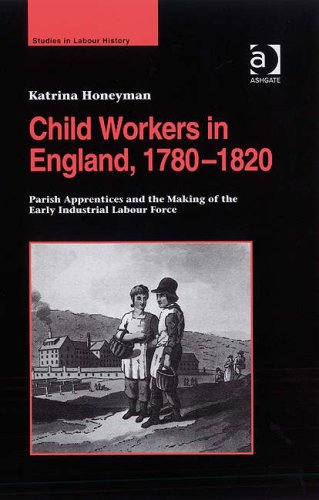 Studies in Labour History
a
ASHGATE
Katrina Honeyman
Child Workers in
England, 1780–1820
Parish Apprentices and the Making of the
Early Industrial Labour Force